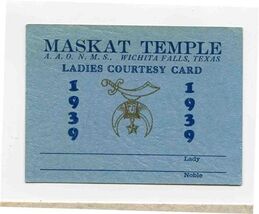 MASKAT TEMPLE
A. A. O. N. M. S., WICHITA FALLS, TEXAS
LADIES COURTESY CARD
1939 1939
Lady
Noble